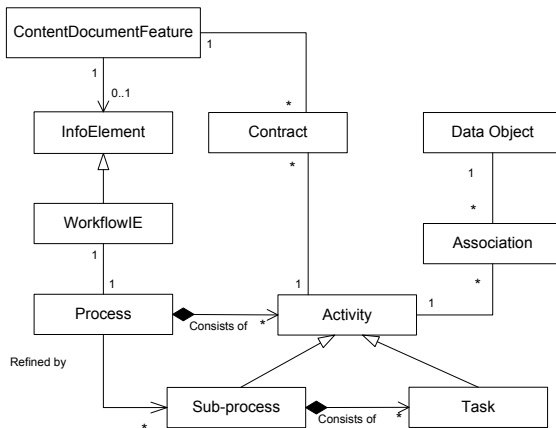 ContentDocumentFeature
1
1
0..1
*
InfoElement
Contract
Data Object
*
1
*
WorkflowIE
Association
1
*
1
1
1
Process
Consists of
*
Activity
Refined by
Sub-process
Consists of
*
Task
*